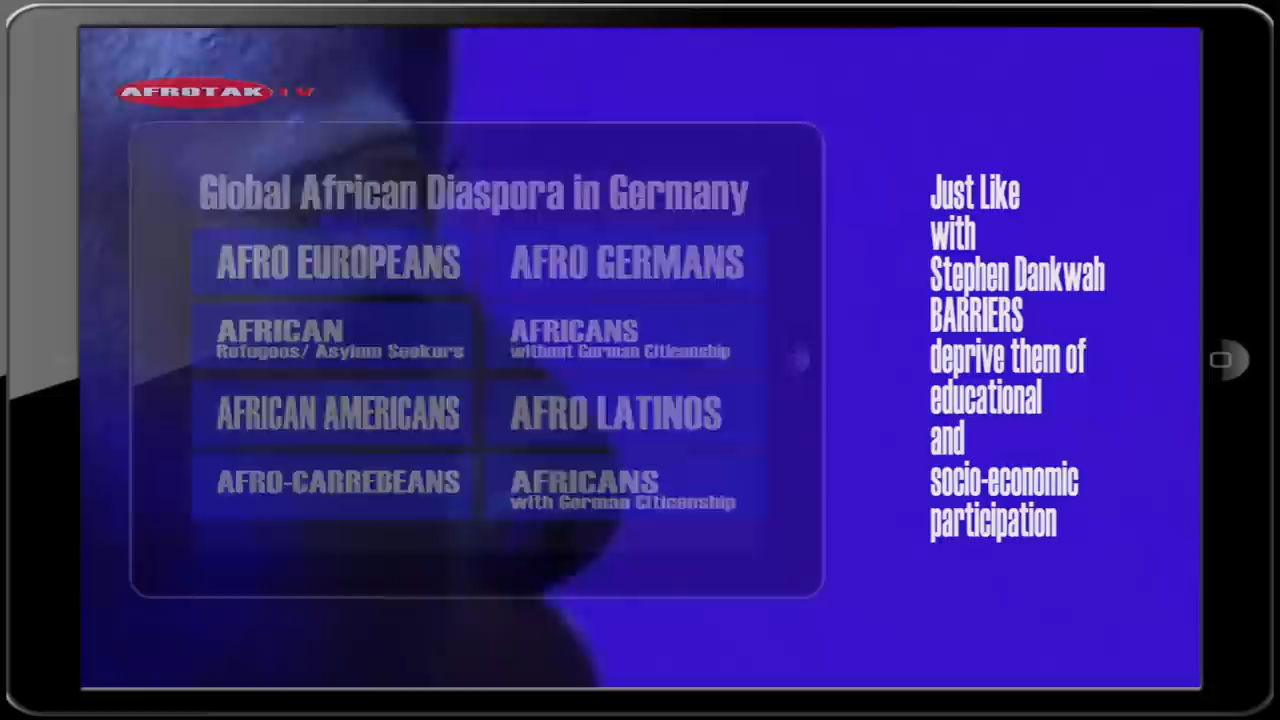 AFROTAK TV
Global African Diaspora in Germany
AFRO EUROPEANS
AFRO GERMANS
AFRICAN
Refugees/ Asylum Seekers
AFRICANS
without German Citizenship
AFRICAN AMERICANS
AFRO LATINOS
AFRO-CARREBEANS
AFRICANS
with German Citizenship
Just Like
with
Stephen Dankwah
BARRIERS
deprive them of
educational
and
socio-economic
participation